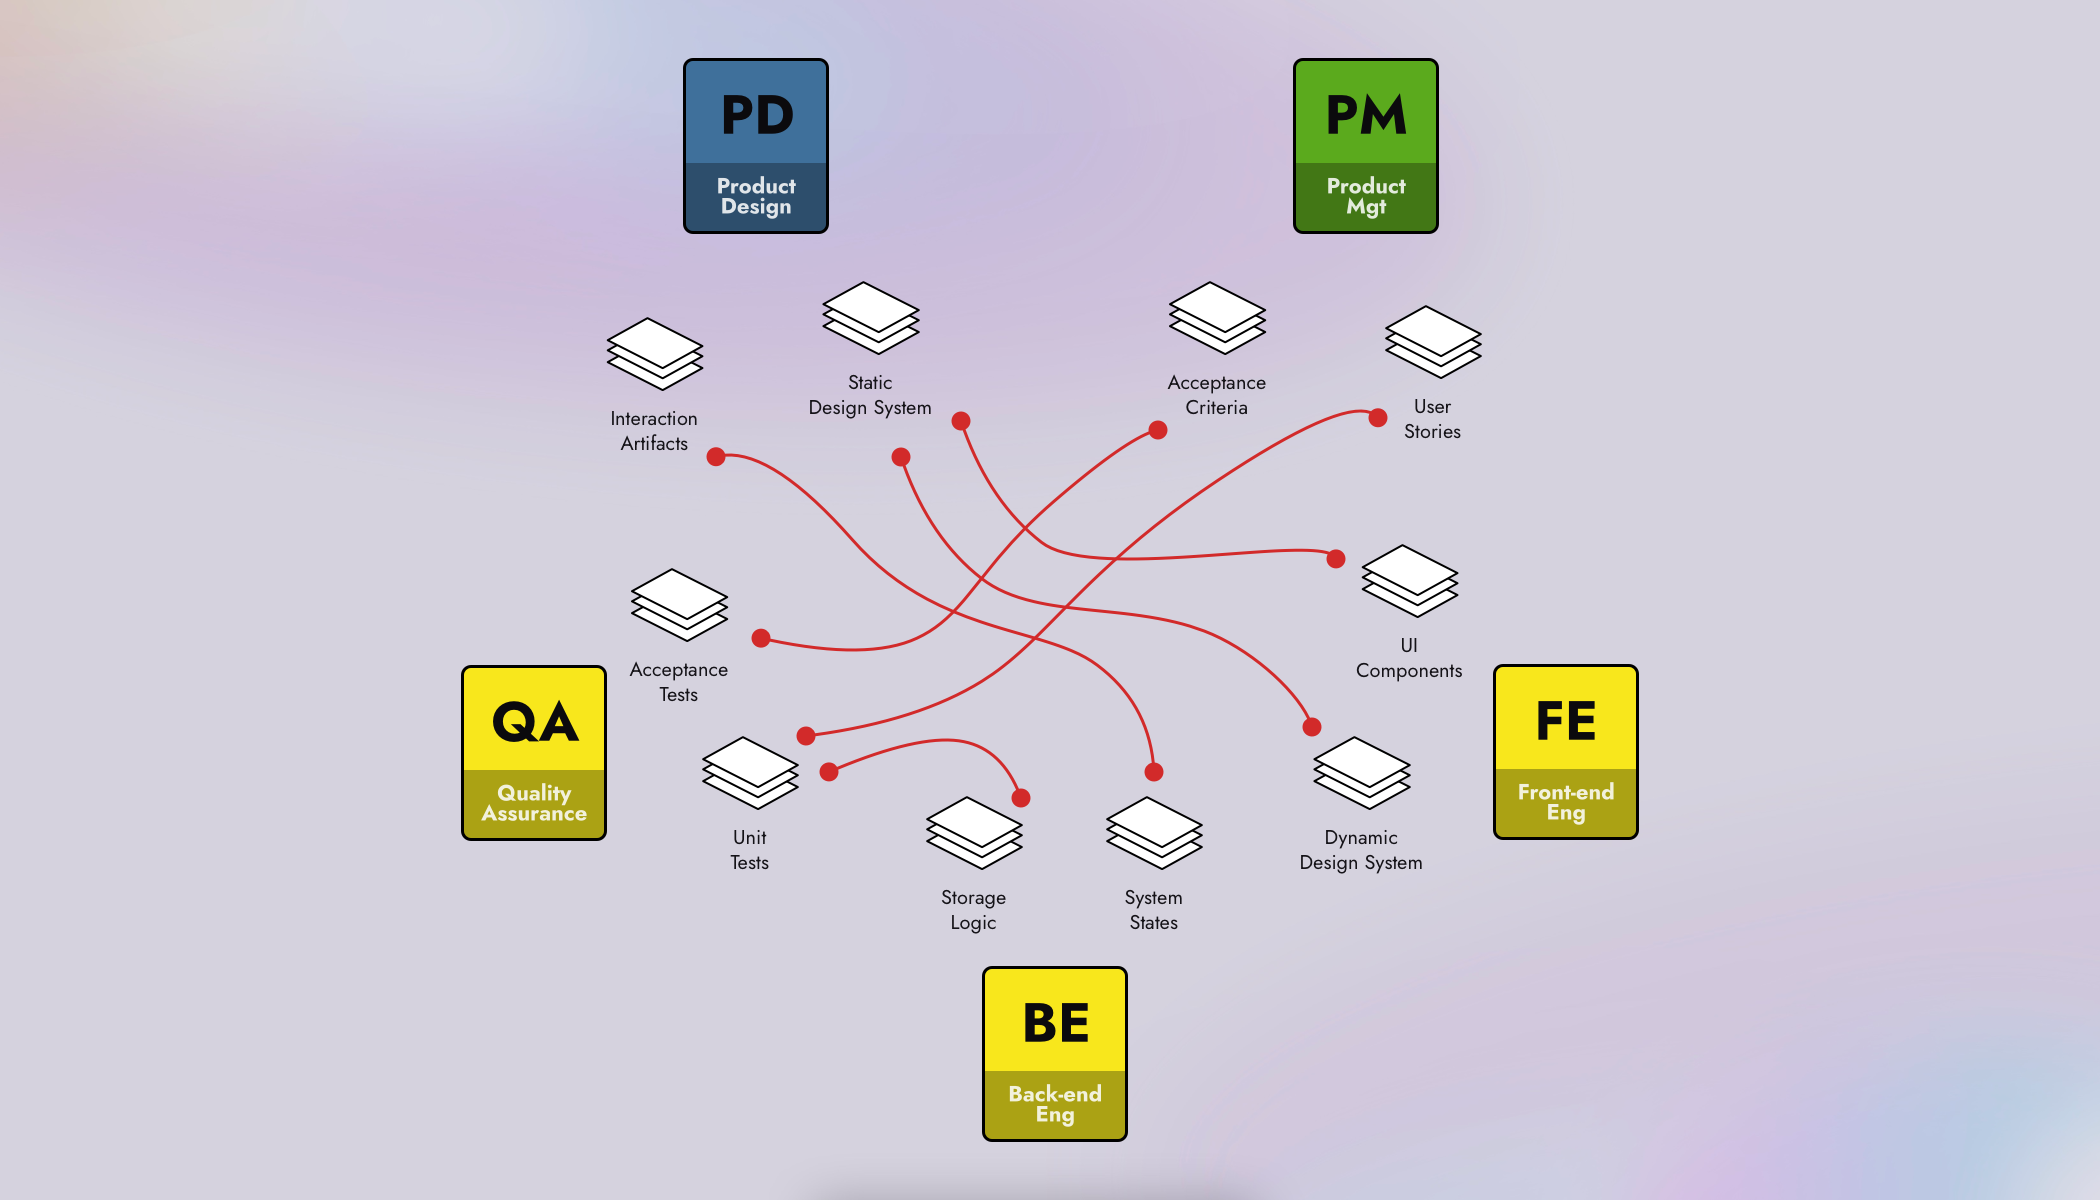 PD
Product
Design
PM
Product
Mgt
Interaction
Artifacts
Static
Design System
Acceptance
Criteria
User
Stories
Acceptance
Tests
UI
Components
QA
Quality
Assurance
FE
Front-end
Eng
Unit
Tests
Storage
Logic
System
States
Dynamic
Design System
BE
Back-end
Eng